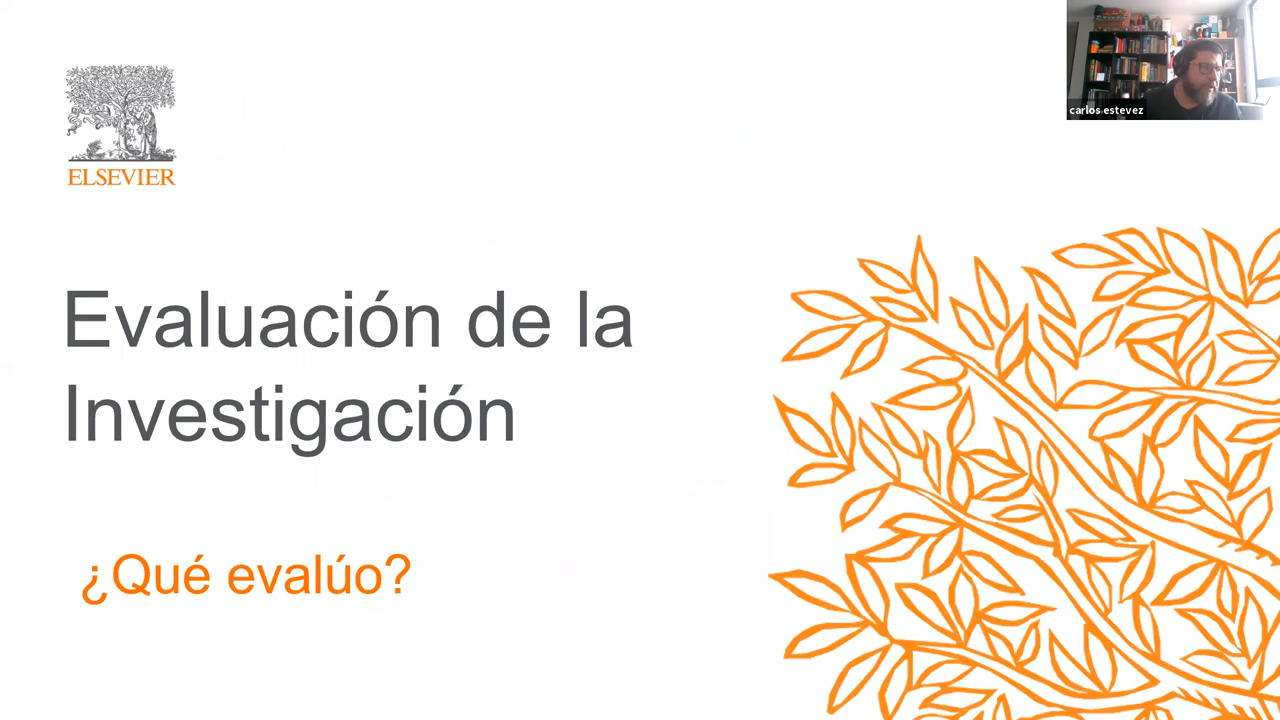 carlos estevez
ELSEVIER
Evaluación de la
Investigación
¿Qué evalúo?